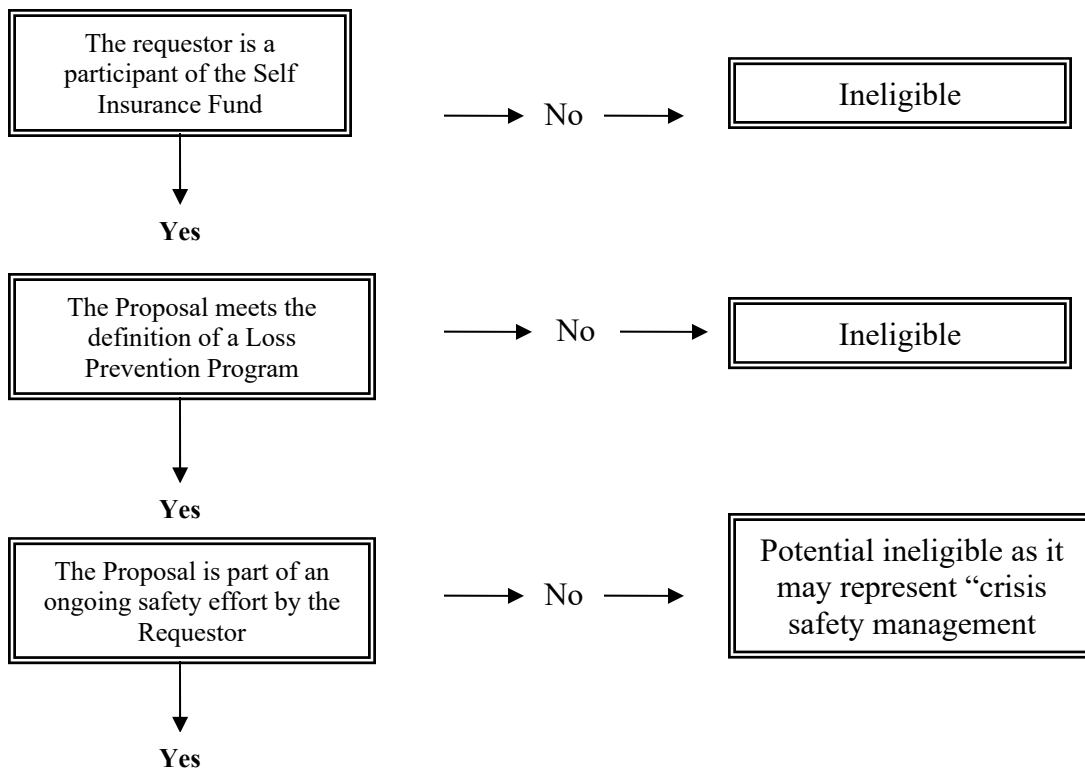 The requestor is a
participant of the Self
Insurance Fund
No
Ineligible
Yes
The Proposal meets the
definition of a Loss
Prevention Program
No
Ineligible
Yes
The Proposal is part of an
ongoing safety effort by the
Requestor
No
Potential ineligible as it
may represent “crisis
safety management
Yes